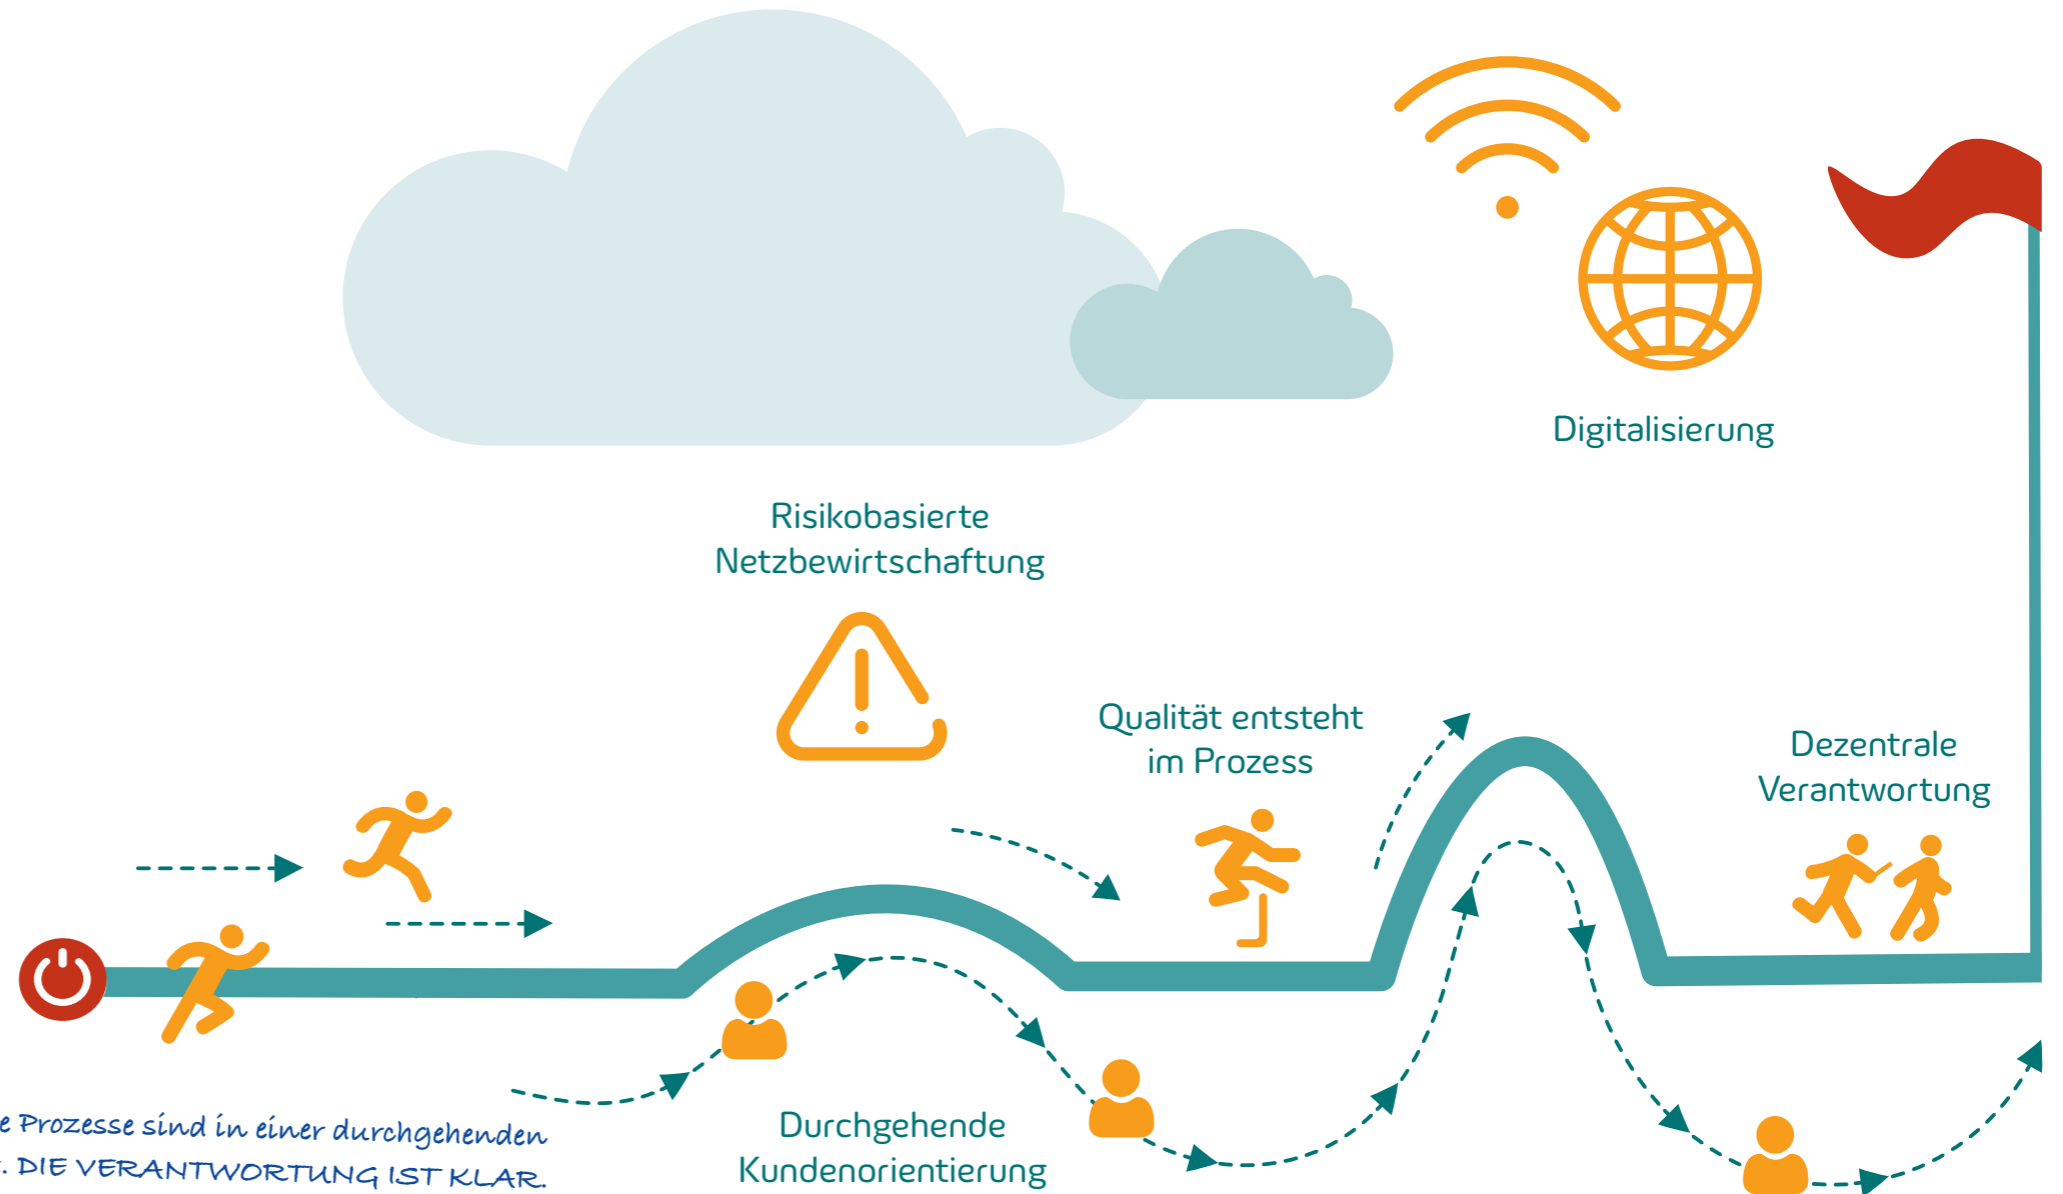 Digitalisierung
Risikobasierte
Netzbewirtschaftung
Qualität entsteht
im Prozess
Dezentrale
Verantwortung
Prozesse sind in einer durchgehenden
DIE VERANTWORTUNG IST KLAR.
Durchgehende
Kundenorientierung